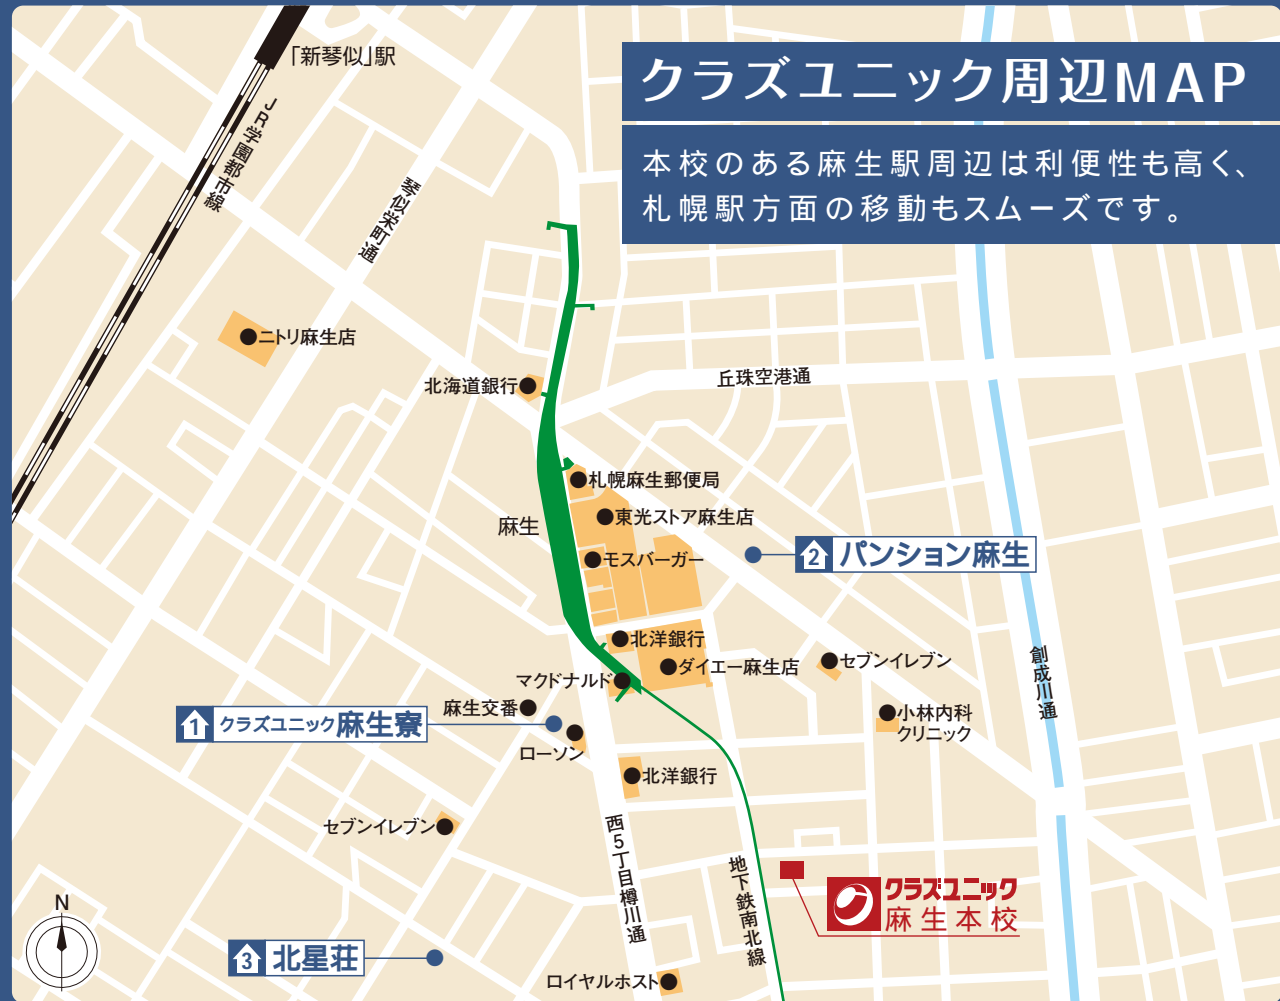 「新琴似」駅
クラズユニック周辺MAP
本校のある麻生駅周辺は利便性も高く、
札幌駅方面の移動もスムーズです。
JR学園都市線
琴似栄町通
ニトリ麻生店
北海道銀行
丘珠空港通
札幌麻生郵便局
東光ストア麻生店
麻生
モスバーガー
2 パンション麻生
北洋銀行
ダイエー麻生店
セブンイレブン
マクドナルド
創成川通
麻生交番
小林内科
クリニック
1 クラズユニック麻生寮
ローソン
北洋銀行
セブンイレブン
西5丁目樽川通
地下鉄南北線
クラズユニック
麻生本校
N
3 北星荘
ロイヤルホスト